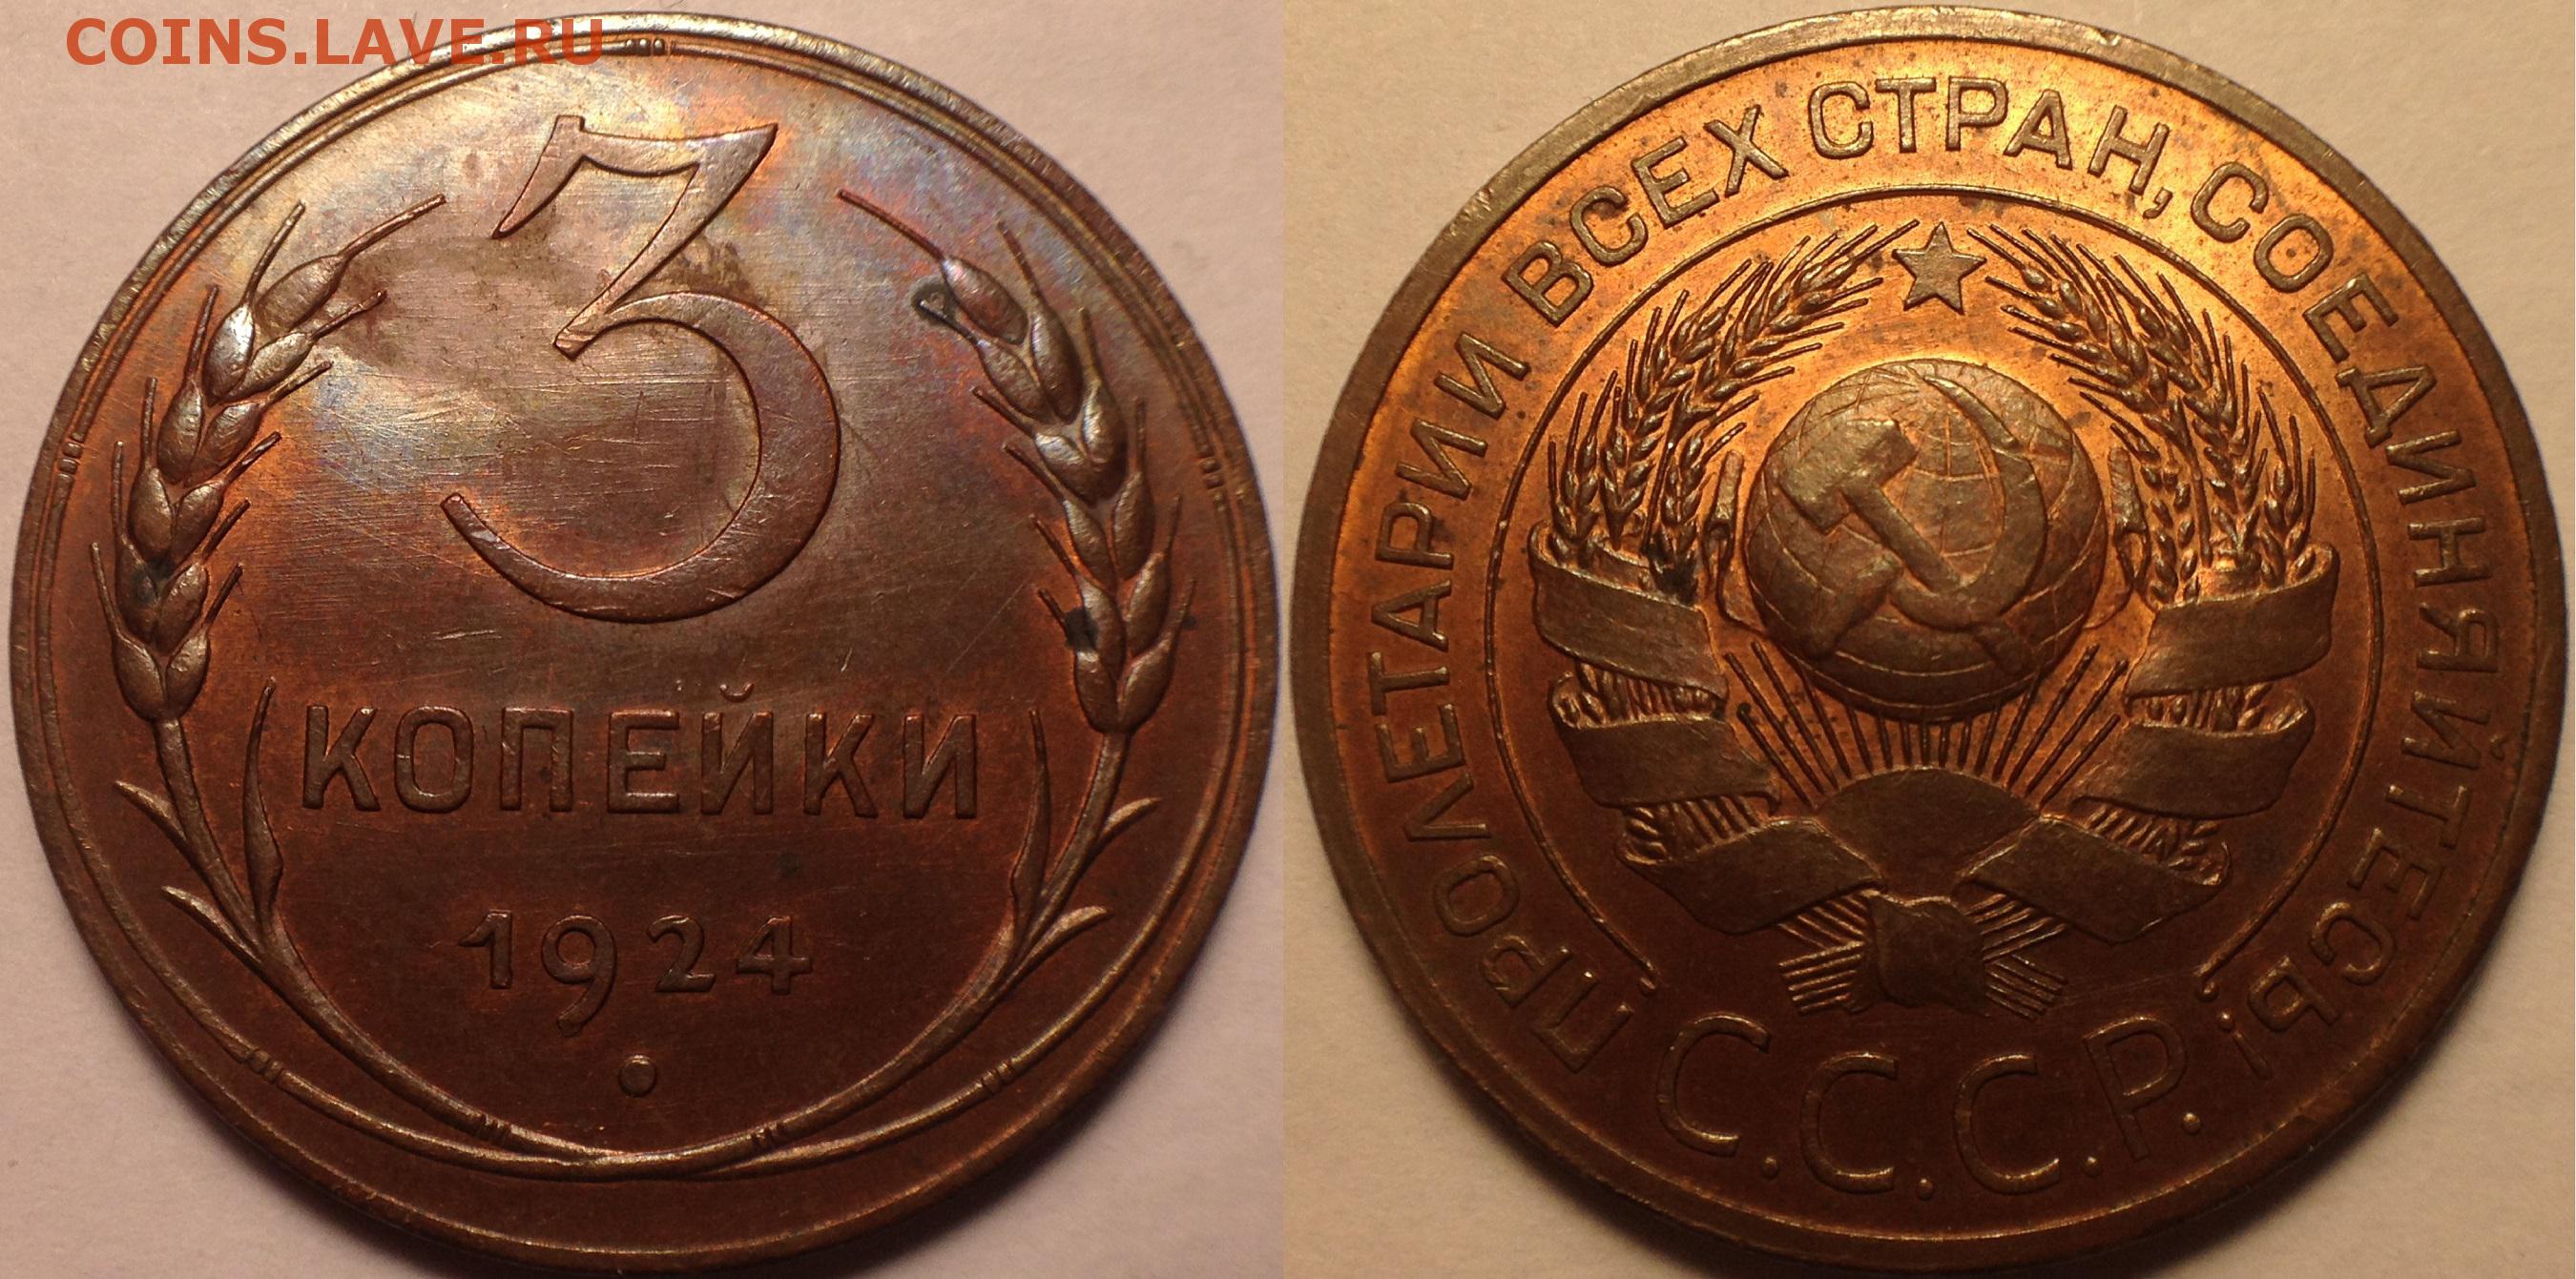 COINS.LAVE.RU
3
КОПЕЙКИ
1924
ПРОЛЕТАРИИ ВСЕХ СТРАН, СОЕДИНЯЙТЕСЬ!
С.С.С.Р.